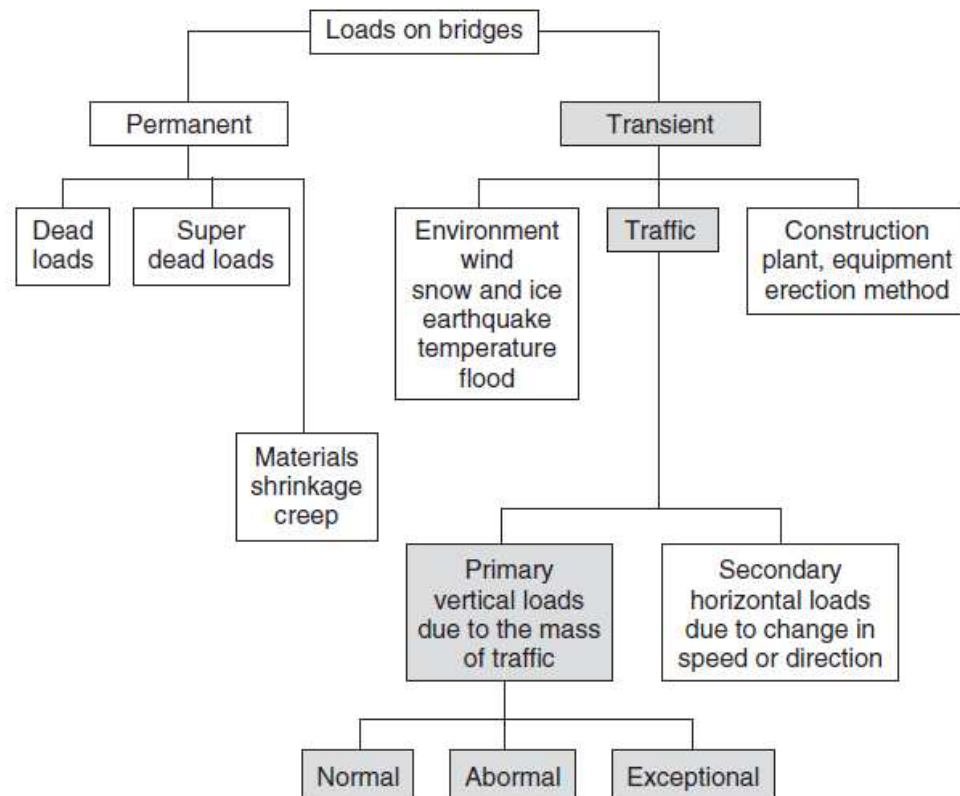 Loads on bridges
Permanent
Transient
Dead
loads
Super
dead loads
Environment
wind
snow and ice
earthquake
temperature
flood
Traffic
Construction
plant, equipment
erection method
Materials
shrinkage
creep
Primary
vertical loads
due to the mass
of traffic
Secondary
horizontal loads
due to change in
speed or direction
Normal
Abormal
Exceptional